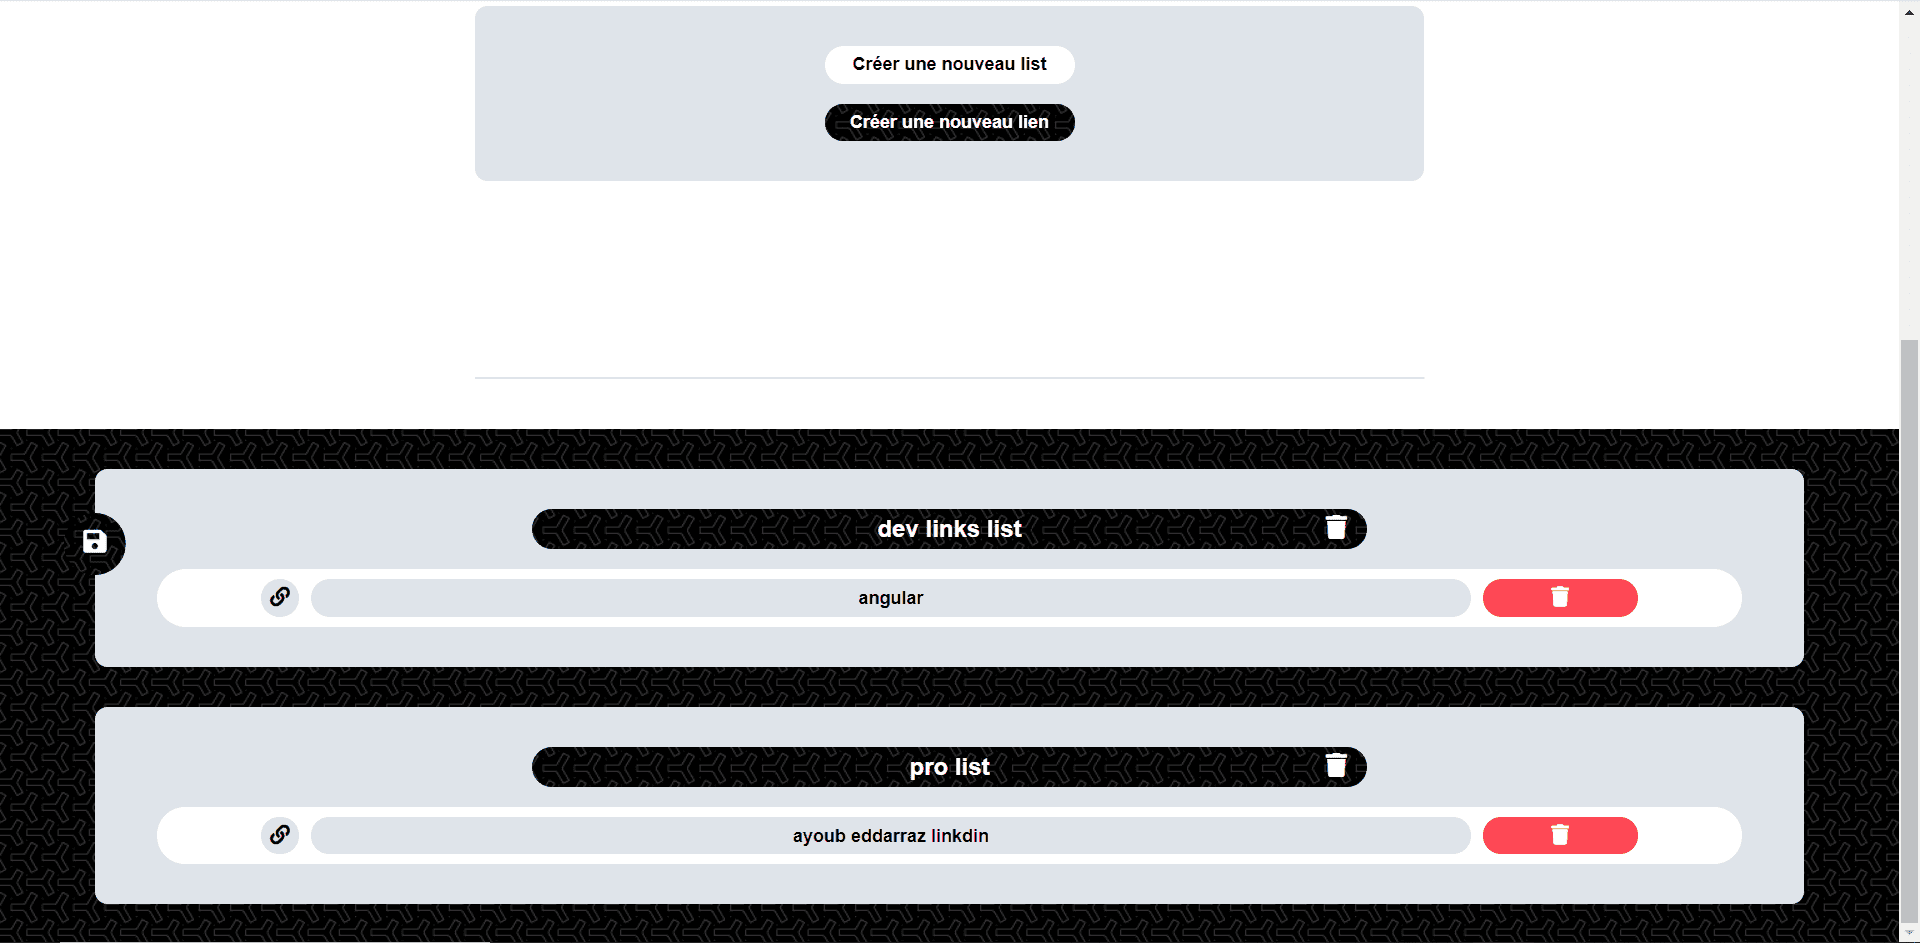 Créer une nouveau list
Créer une nouveau lien
dev links list
angular
pro list
ayoub eddarraz linkdin